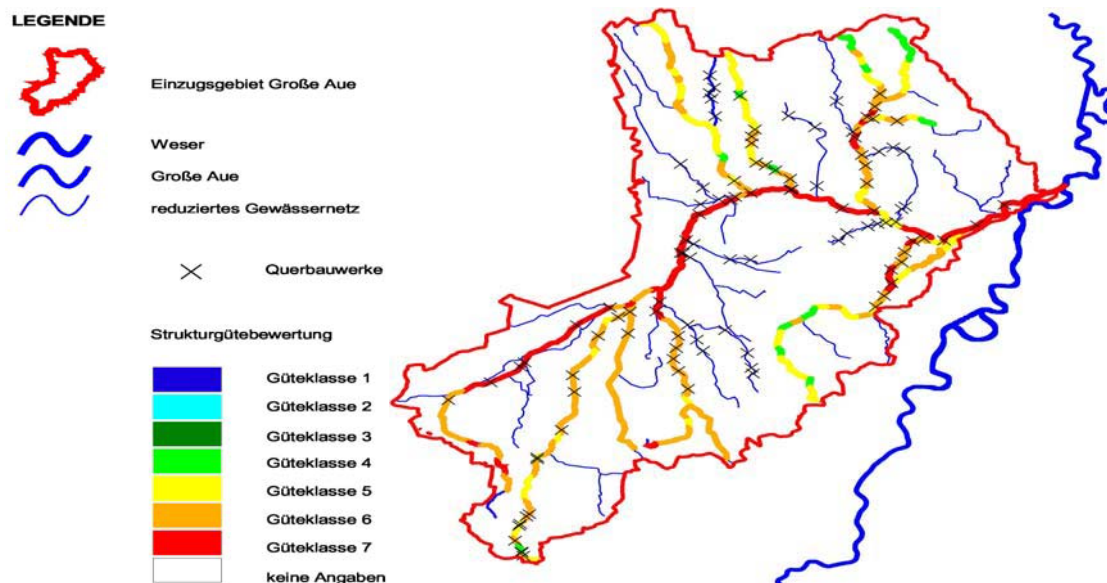 LEGENDE
Einzugsgebiet Große Aue
Weser
Große Aue
reduziertes Gewässernetz
Querbauwerke
Strukturgütebewertung
Güteklasse 1
Güteklasse 2
Güteklasse 3
Güteklasse 4
Güteklasse 5
Güteklasse 6
Güteklasse 7
keine Angaben